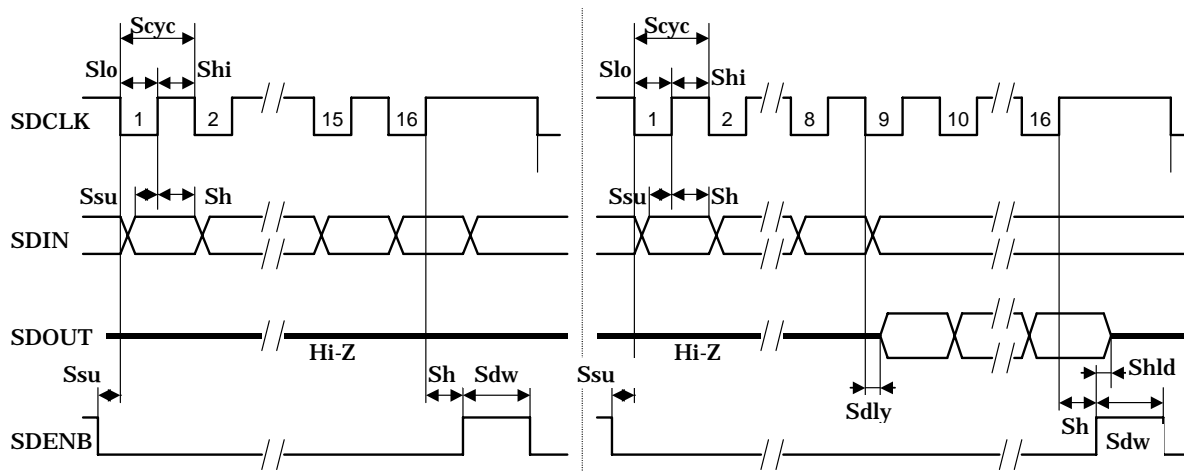 Scyc
Scyc
Slo
Shi
Slo
Shi
SDCLK
1
2
15
16
1
2
8
9
10
16
Ssu
Sh
Ssu
Sh
SDIN
SDOUT
Hi-Z
Hi-Z
Ssu
Sh
Sdw
Ssu
Sdly
Shld
Sh
Sdw
SDENB